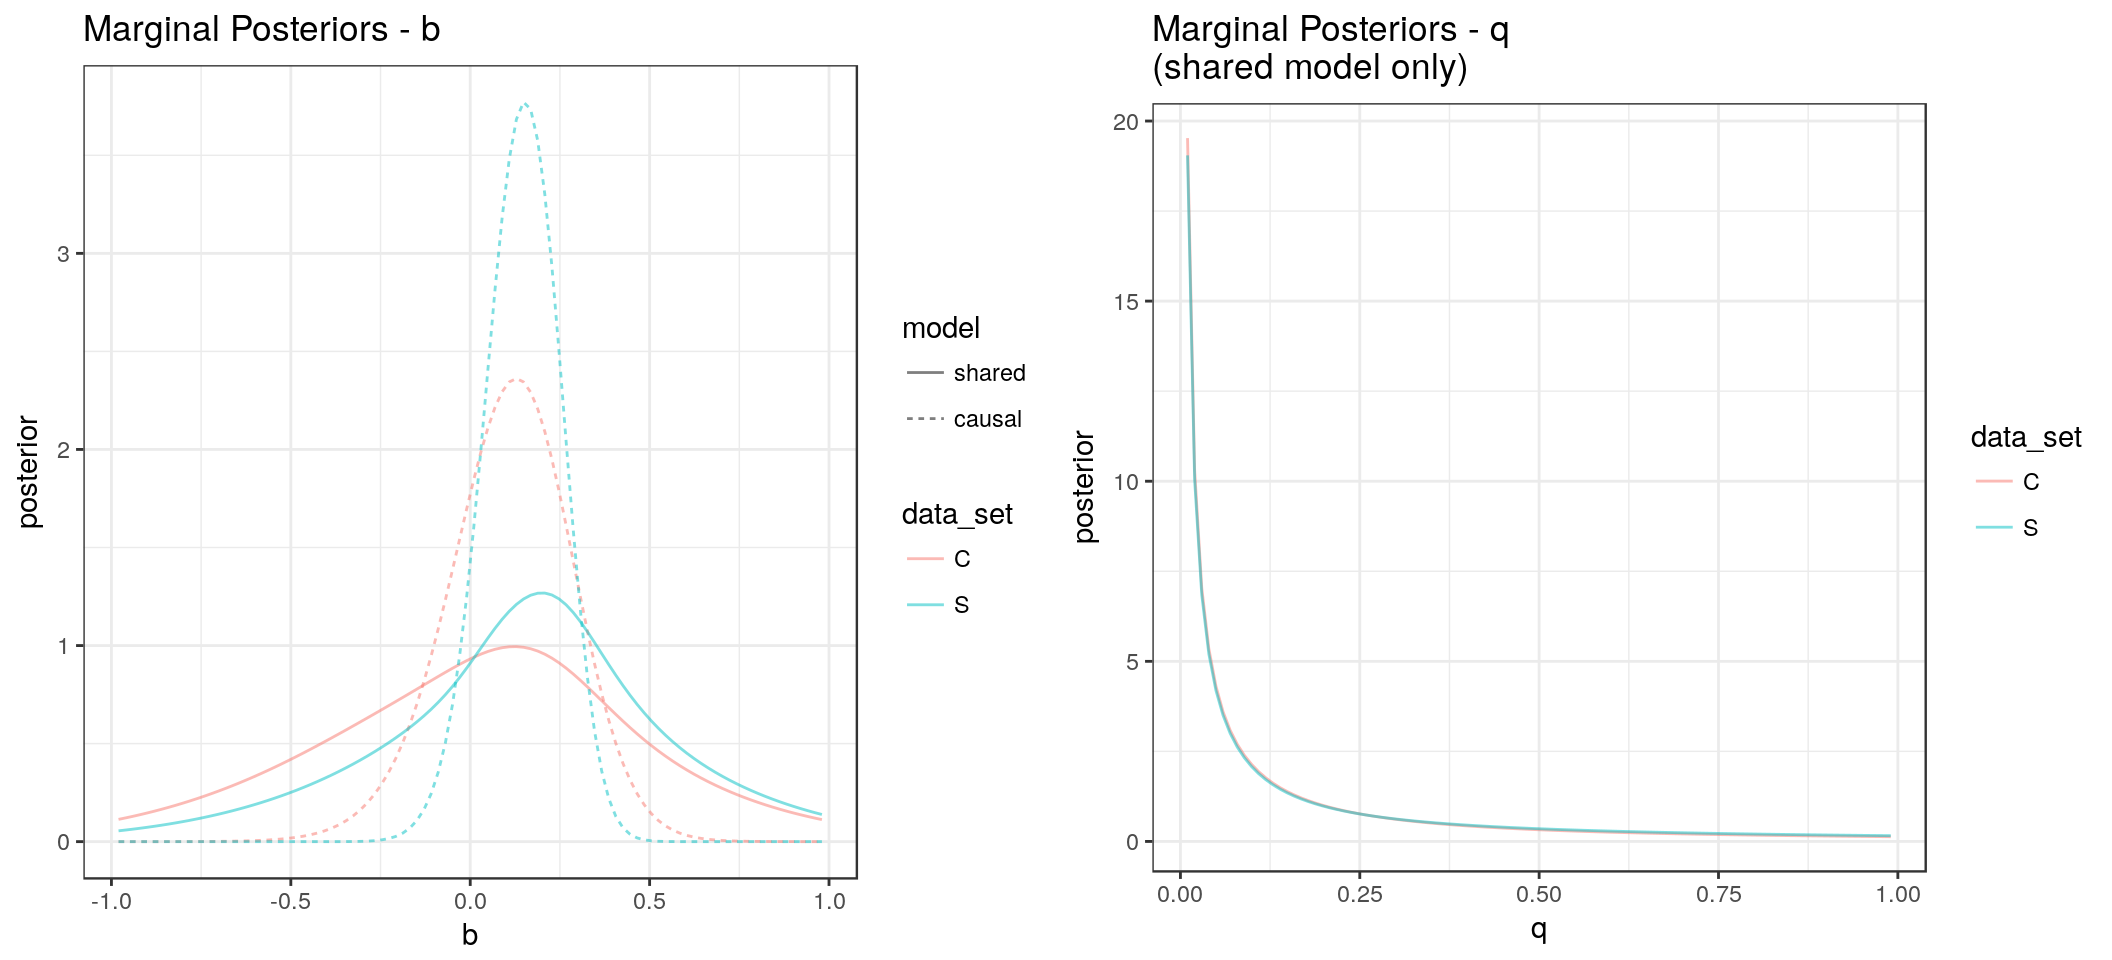 Marginal Posteriors - b
posterior
3
2
1
0
-1.0
-0.5
0.0
0.5
1.0
b
model
shared
causal
data_set
C
S
Marginal Posteriors - q
(shared model only)
posterior
20
15
10
5
0
0.00
0.25
0.50
0.75
1.00
q
data_set
C
S